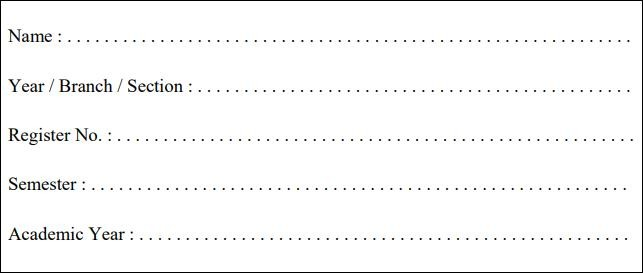 Name : . . . . . . . . . . . . . . . . . . . . . . . . . . . . . . . . . . . . . . . . . . . . . . . . . . . . . . . . . . . . .
Year / Branch / Section : . . . . . . . . . . . . . . . . . . . . . . . . . . . . . . . . . . . . . . . . . . . . . . .
Register No. : . . . . . . . . . . . . . . . . . . . . . . . . . . . . . . . . . . . . . . . . . . . . . . . . . . . . . . . .
Semester : . . . . . . . . . . . . . . . . . . . . . . . . . . . . . . . . . . . . . . . . . . . . . . . . . . . . . . . . . .
Academic Year : . . . . . . . . . . . . . . . . . . . . . . . . . . . . . . . . . . . . . . . . . . . . . . . . . . . . .